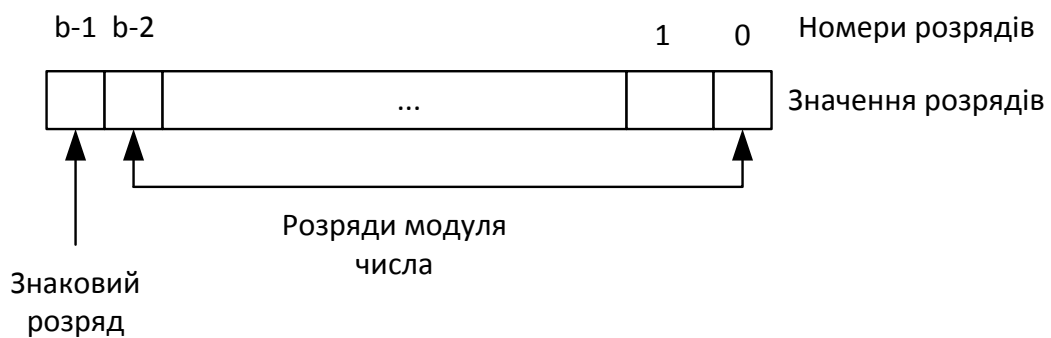 b-1 b-2 1 0 Номери розрядів
... Значення розрядів
Розряди модуля
числа
Знаковий
розряд